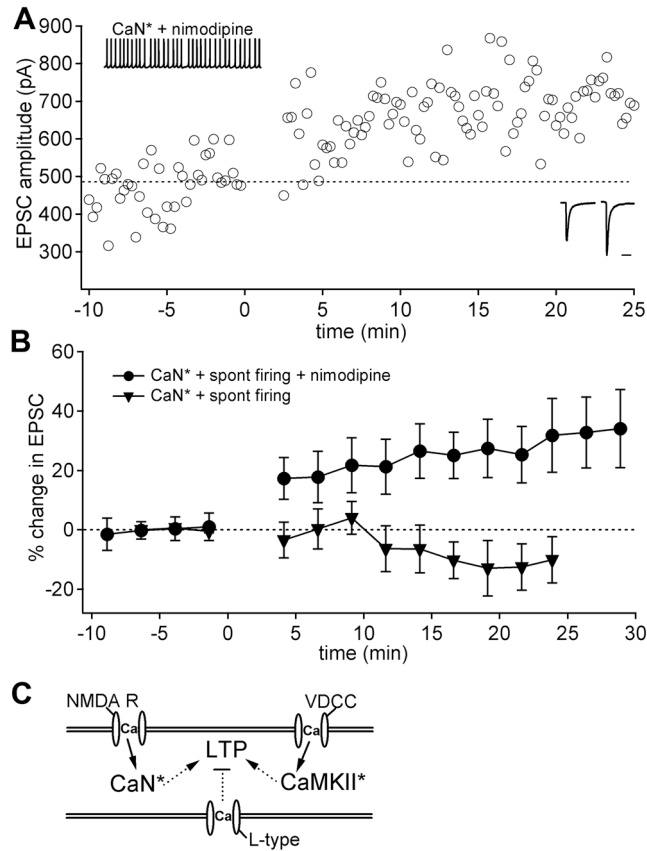 A
CaN* + nimodipine
EPSC amplitude (pA)
900
800
700
600
500
400
300
-10 -5 0 5 10 15 20 25
time (min)
B
CaN* + spont firing + nimodipine
CaN* + spont firing
% change in EPSC
60
40
20
0
-20
-10 -5 0 5 10 15 20 25 30
time (min)
C
NMDA R VDCC
Ca Ca
LTP
CaN* CaMKII*
Ca
L-type